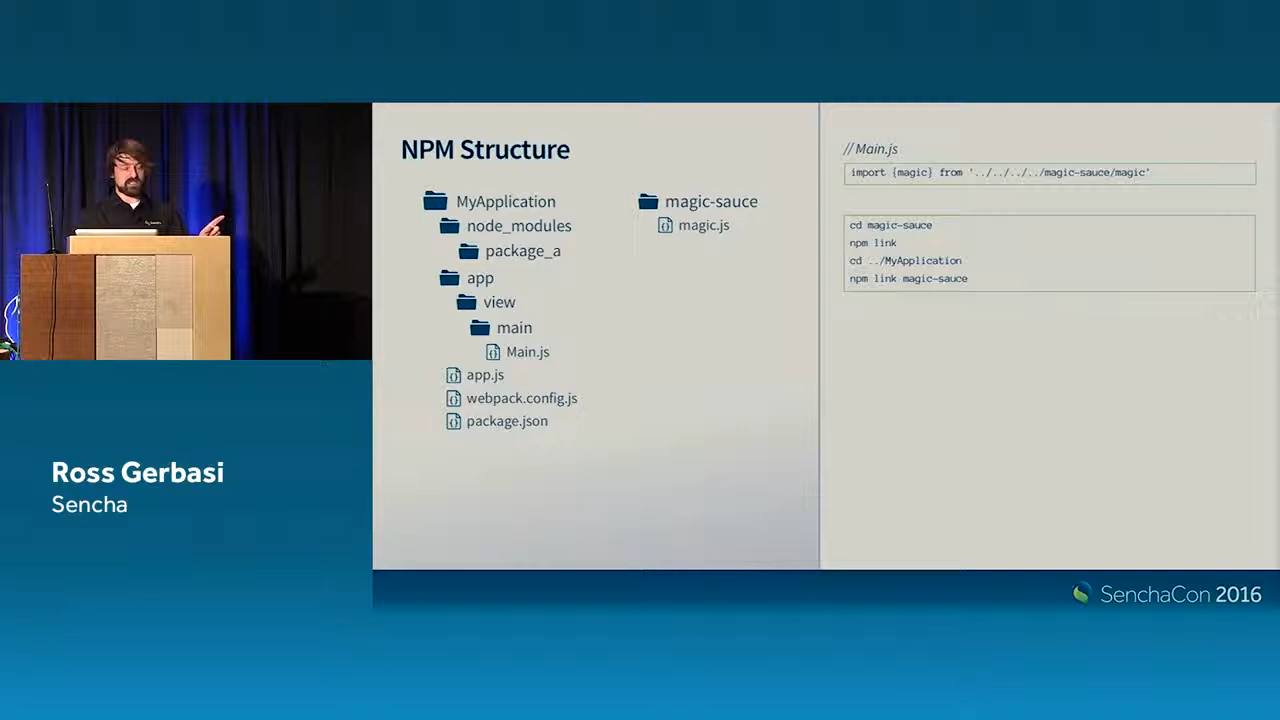 NPM Structure
MyApplication
node_modules
package_a
app
view
main
Main.js
app.js
webpack.config.js
package.json
magic-sauce
magic.js
// Main.js
import {magic} from '../../../../magic-sauce/magic'
cd magic-sauce
npm link
cd ../MyApplication
npm link magic-sauce
Ross Gerbasi
Sencha
SenchaCon 2016